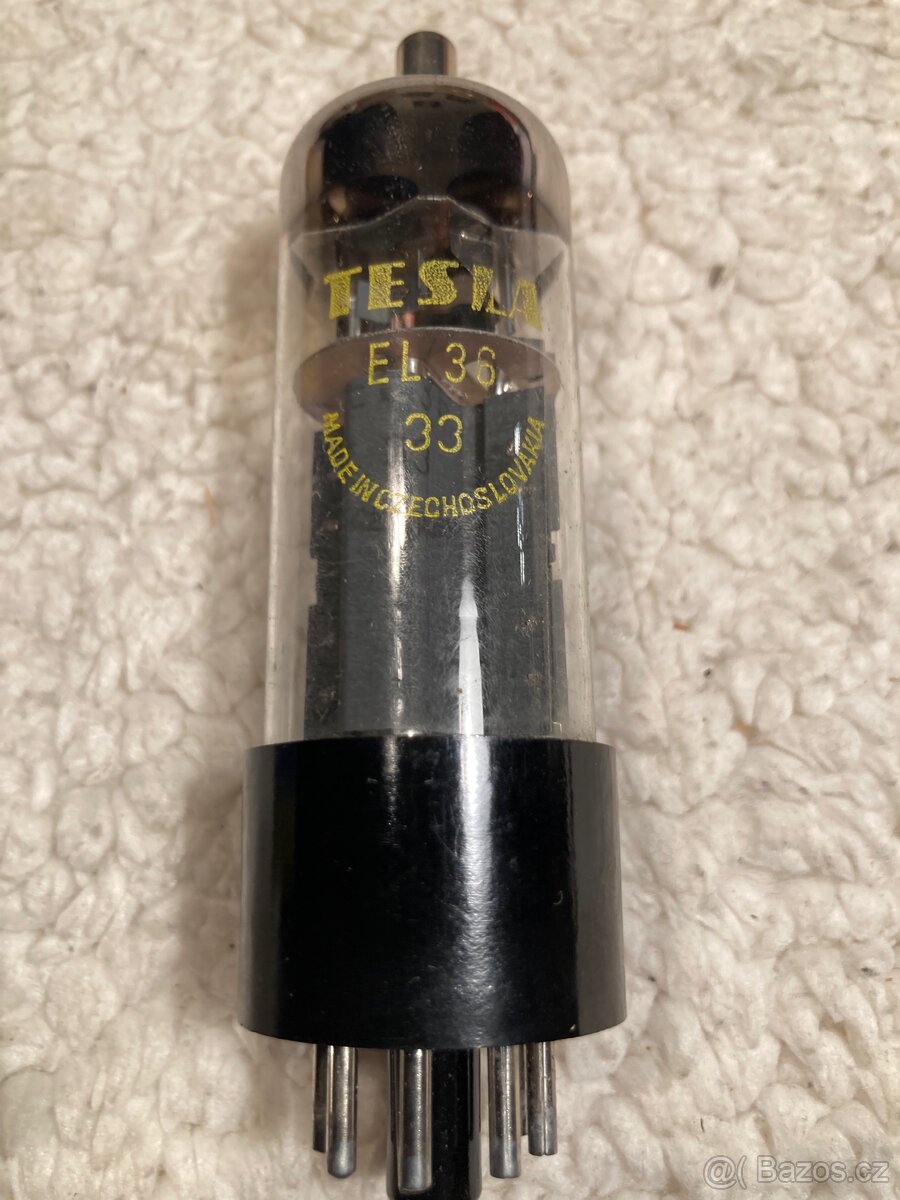 TESLA
EL 36
33
MADE IN CZECHOSLOVAKIA
@( Bazos.cz